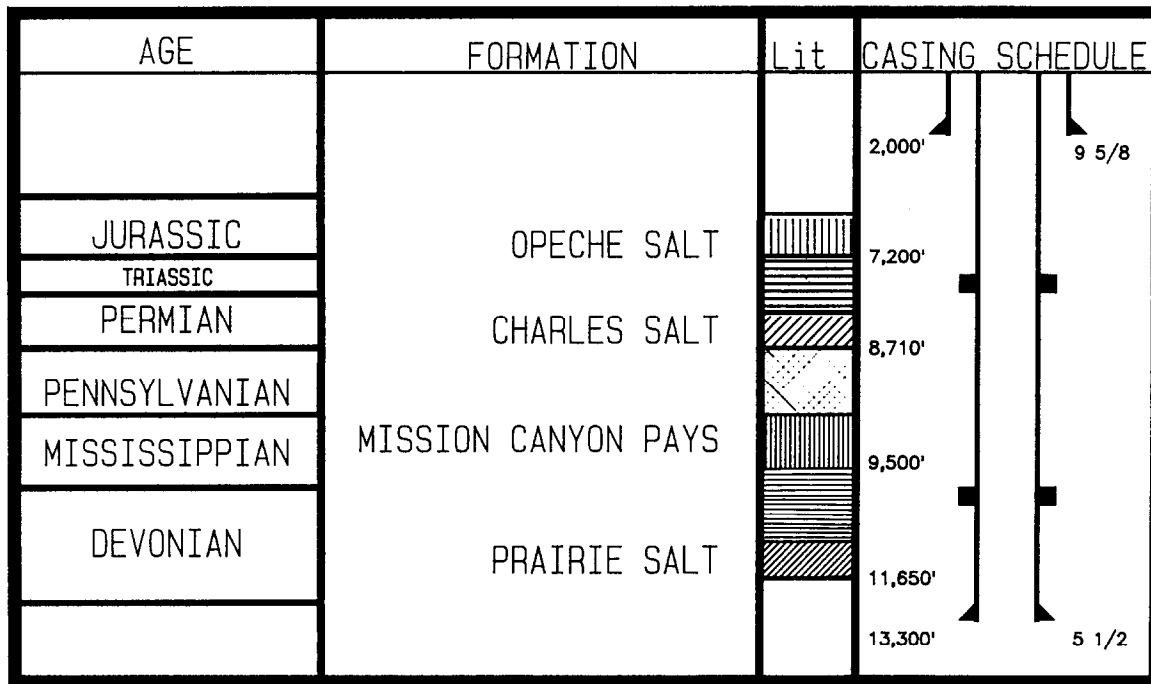 AGE FORMATION Lit CASING SCHEDULE
2,000' 9 5/8
JURASSIC OPECHE SALT 7,200'
TRIASSIC
PERMIAN CHARLES SALT 8,710'
PENNSYLVANIAN
MISSISSIPPIAN MISSION CANYON PAYS 9,500'
DEVONIAN PRAIRIE SALT 11,650'
13,300' 5 1/2